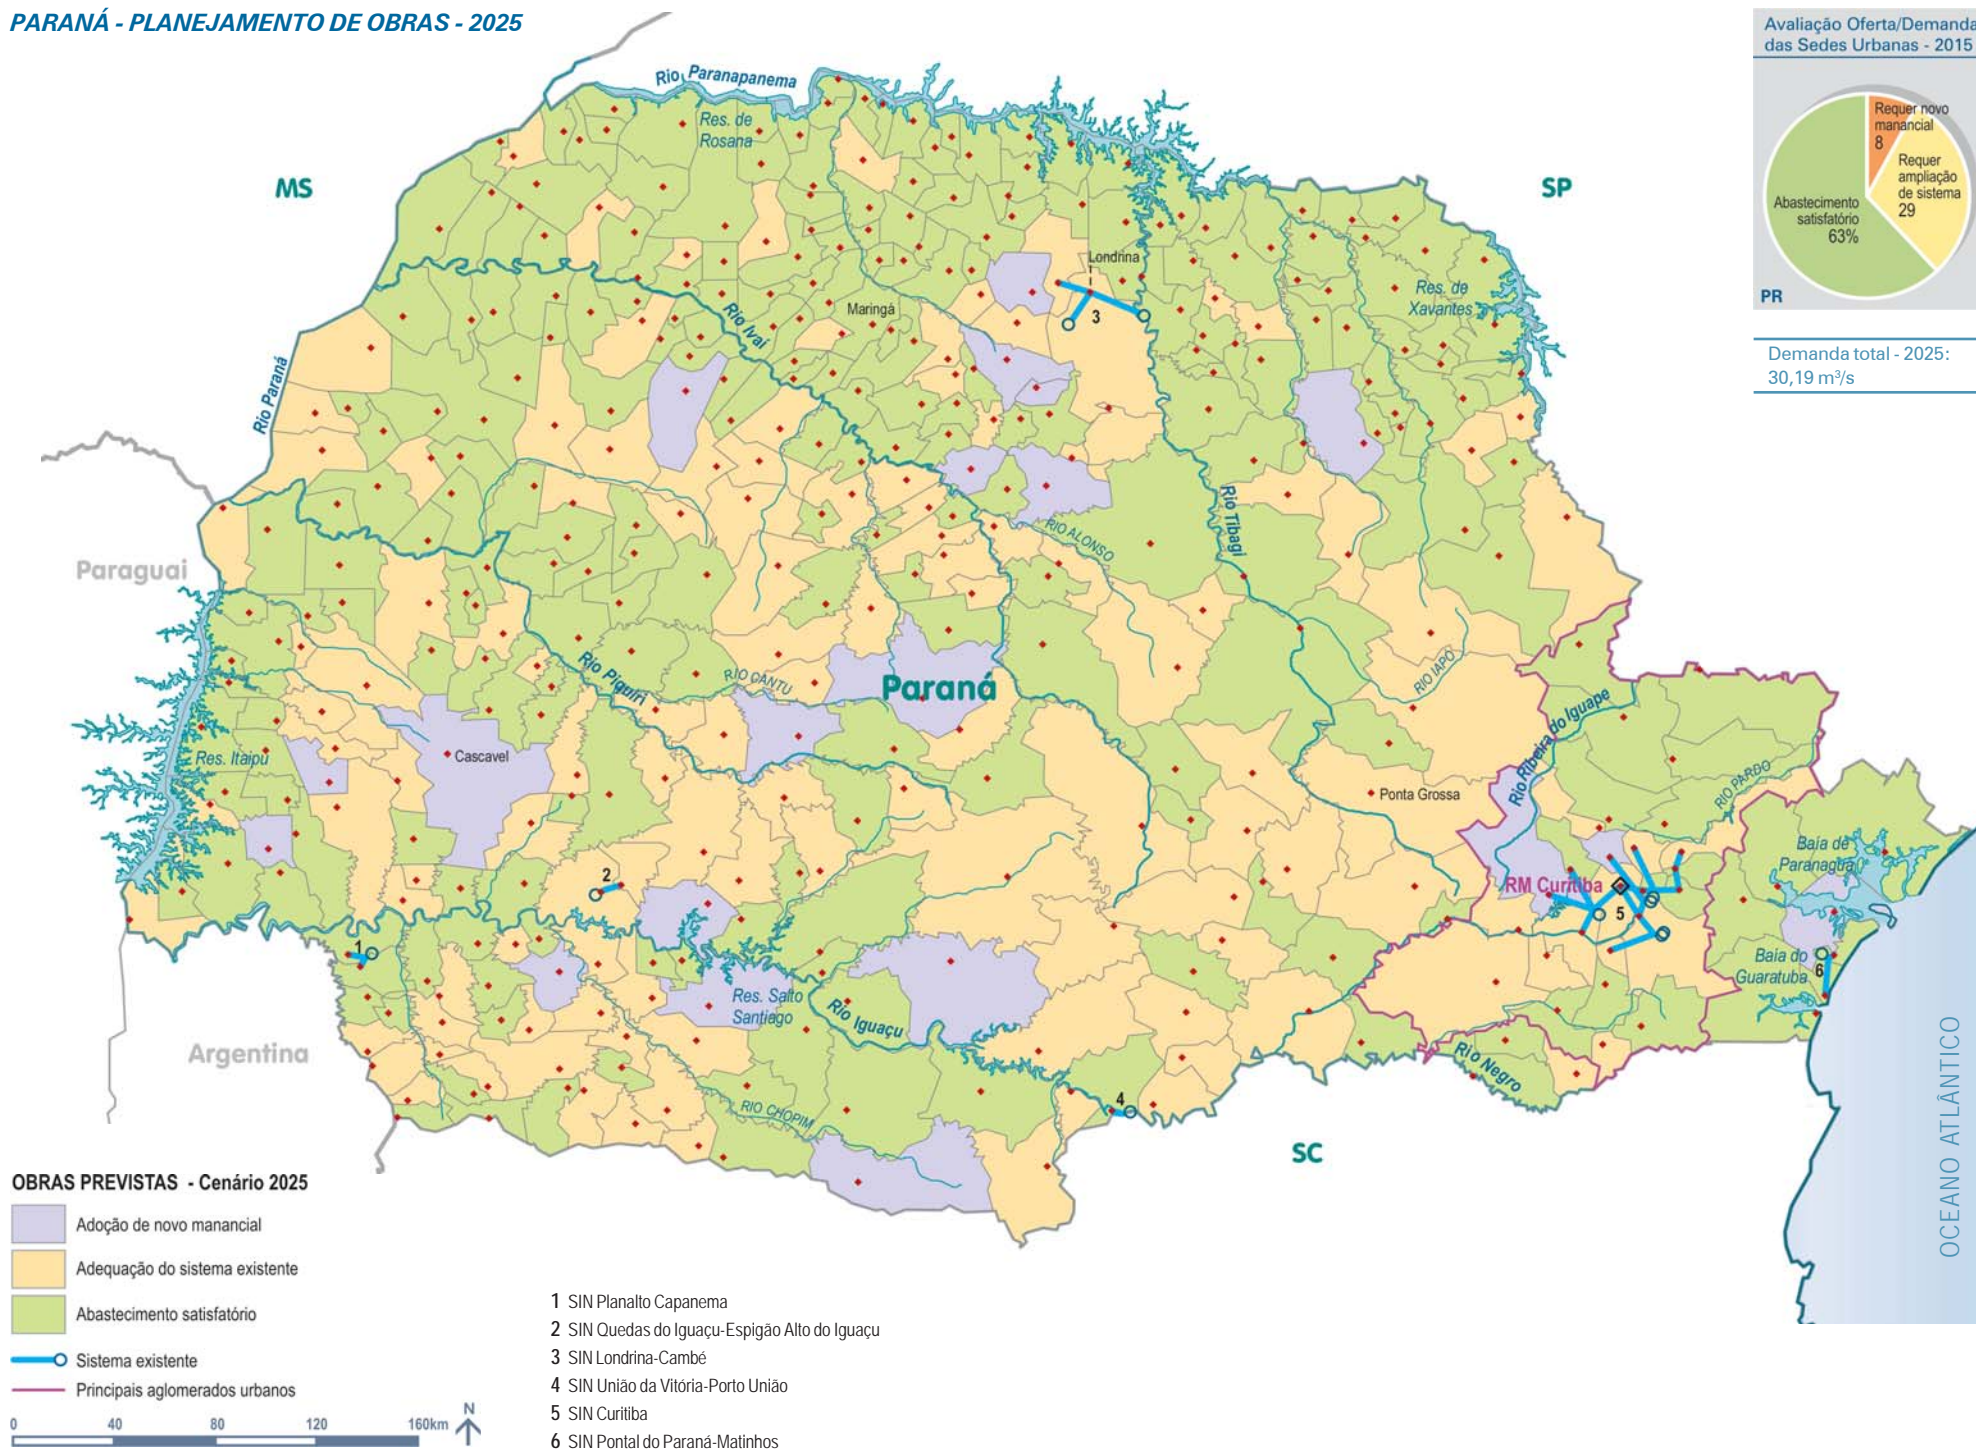 PARANÁ - PLANEJAMENTO DE OBRAS - 2025
Avaliação Oferta/Demanda
das Sedes Urbanas - 2015
Requer novo
manancial
8
Requer
ampliação
de sistema
29
Abastecimento
satisfatório
63%
PR
Demanda total - 2025:
30,19 m³/s
MS
SP
Rio Paranapanema
Res. de
Rosana
Londrina
3
Maringá
Rio Ivaí
Res. de
Xavantes
Rio Paraná
Paraguai
RIO ALONSO
Rio Tibagi
Rio Piquiri
RIO CANTU
Paraná
RIO IAPÓ
Rio Ribeira do Iguape
Res. Itaipú
Cascavel
Ponta Grossa
RIO PARDO
Baía de
Paranaguá
2
RM Curitiba
5
1
Baía do
Guaratuba
6
Res. Salto
Santiago
Rio Iguaçu
Argentina
Rio Negro
RIO CHOPIM
4
SC
OCEANO ATLÂNTICO
OBRAS PREVISTAS - Cenário 2025
Adoção de novo manancial
Adequação do sistema existente
Abastecimento satisfatório
Sistema existente
Principais aglomerados urbanos
0 40 80 120 160km
N
1 SIN Planalto Capanema
2 SIN Quedas do Iguaçu-Espigão Alto do Iguaçu
3 SIN Londrina-Cambé
4 SIN União da Vitória-Porto União
5 SIN Curitiba
6 SIN Pontal do Paraná-Matinhos